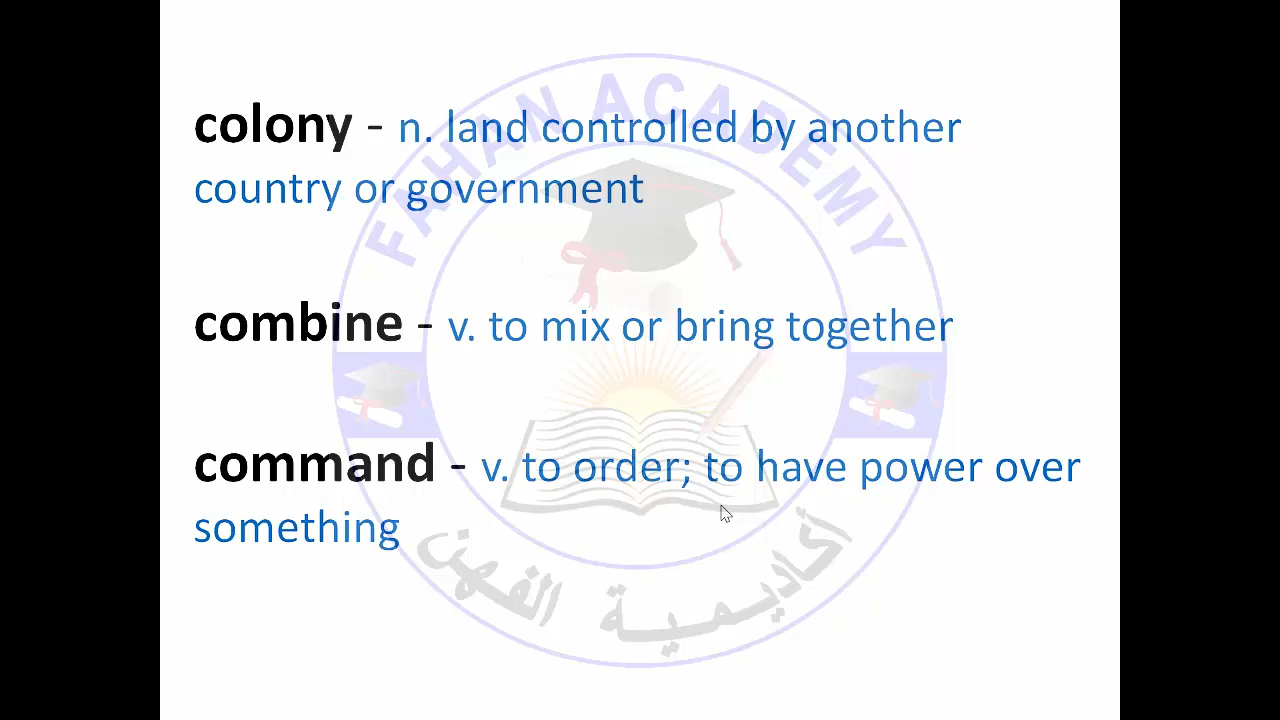 FAHAN ACADEMY
colony - n. land controlled by another
country or government
combine - v. to mix or bring together
command - v. to order; to have power over
something
أكاديمية الفهن